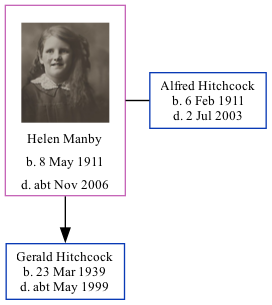 Helen Manby
b. 8 May 1911
d. abt Nov 2006
Alfred Hitchcock
b. 6 Feb 1911
d. 2 Jul 2003
Gerald Hitchcock
b. 23 Mar 1939
d. abt May 1999